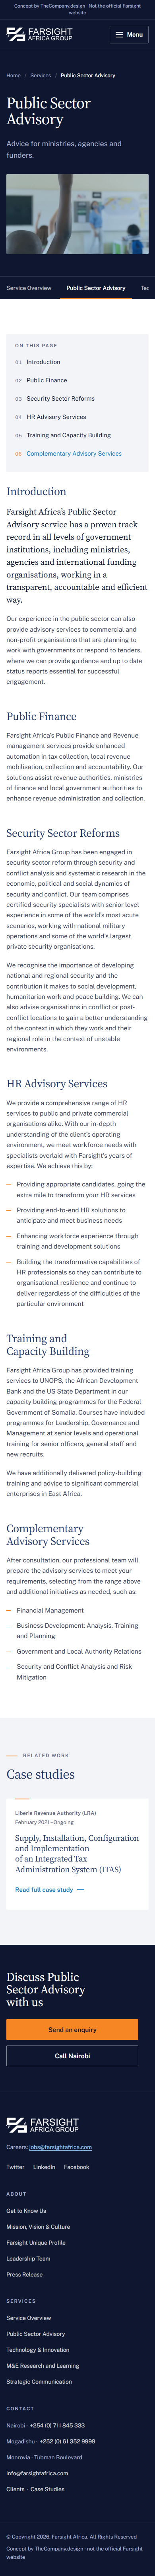 Concept by TheCompany.design · Not the official Farsight
website
FARSIGHT
AFRICA GROUP
Menu
Home / Services / Public Sector Advisory
Public Sector
Advisory
Advice for ministries, agencies and
funders.
Service Overview Public Sector Advisory Tec
ON THIS PAGE
01 Introduction
02 Public Finance
03 Security Sector Reforms
04 HR Advisory Services
05 Training and Capacity Building
06 Complementary Advisory Services
Introduction
Farsight Africa's Public Sector
Advisory service has a proven track
record in all levels of government
institutions, including ministries,
agencies and international funding
organisations, working in a
transparent, accountable and efficient
way.
Our experience in the public sector can also
provide advisory services to commercial and
non-profit organisations that are planning to
work with governments or respond to tenders,
where we can provide guidance and up to date
status reports essential for successful
engagement.
Public Finance
Farsight Africa's Public Finance and Revenue
management services provide enhanced
automation in tax collection, local revenue
mobilisation, collection and accountability. Our
solutions assist revenue authorities, ministries
of finance and local government authorities to
enhance revenue administration and collection.
Security Sector Reforms
Farsight Africa Group has been engaged in
security sector reform through security and
conflict analysis and systematic research in the
economic, political and social dynamics of
security and conflict. Our team comprises
certified security specialists with senior level
experience in some of the world's most acute
scenarios, working with national military
operations and some of the world's largest
private security organisations.
We recognise the importance of developing
national or regional security within the
contribution it makes to social development,
humanitarian work and peace building. We can
also advise organisations in conflict or post-
conflict locations to gain a better understanding
of the context in which they work and their
regional role in the context of unstable
environments.
HR Advisory Services
We provide a comprehensive range of HR
services to public and private commercial
organisations alike. With our in-depth
understanding of the client's operating
environment, we meet workforce needs with
specialists overlaid with Farsight's peers of
expertise. We achieve this by:
Providing appropriate candidates, going the
extra mile to transform your HR services
Providing end-to-end HR solutions to
anticipate and meet business needs
Enhancing workforce experience through
training and development solutions
Building the transformative capabilities of
HR professionals so they can contribute to
organisational resilience and continue to
deliver regardless of the difficulties of the
particular environment
Training and
Capacity Building
Farsight Africa Group has provided training
services to UNOPS, the African Development
Bank and the US State Department in our
capacity building programmes for the Federal
Government of Somalia. Courses have included
programmes for Leadership, Governance and
Management at senior levels and operational
training for senior officers, general staff and
new recruits.
We have additionally delivered policy-building
training and advice to significant commercial
enterprises in East Africa.
Complementary
Advisory Services
After consultation, our professional team will
prepare the advisory services to meet your
requirements, selecting from the above scope
and additional initiatives as needed, such as:
Financial Management
Business Development: Analysis, Training
and Planning
Government and Local Authority Relations
Security and Conflict Analysis and Risk
Mitigation
RELATED WORK
Case studies
Liberia Revenue Authority (LRA)
February 2021–Ongoing
Supply, Installation, Configuration
and Implementation
of an Integrated Tax
Administration System (ITAS)
Read full case study
Discuss Public
Sector Advisory
with us
Send an enquiry
Call Nairobi
FARSIGHT
AFRICA GROUP
Careers: jobs@farsightafrica.com
Twitter LinkedIn Facebook
ABOUT
Get to Know Us
Mission, Vision & Culture
Farsight Unique Profile
Leadership Team
Press Release
SERVICES
Service Overview
Public Sector Advisory
Technology & Innovation
M&E Research and Learning
Strategic Communication
CONTACT
Nairobi · +254 (0) 711 845 333
Mogadishu · +252 (0) 61 352 9999
Monrovia · Tubman Boulevard
info@farsightafrica.com
Clients · Case Studies
© Copyright 2026. Farsight Africa. All Rights Reserved
Concept by TheCompany.design · not the official Farsight
website